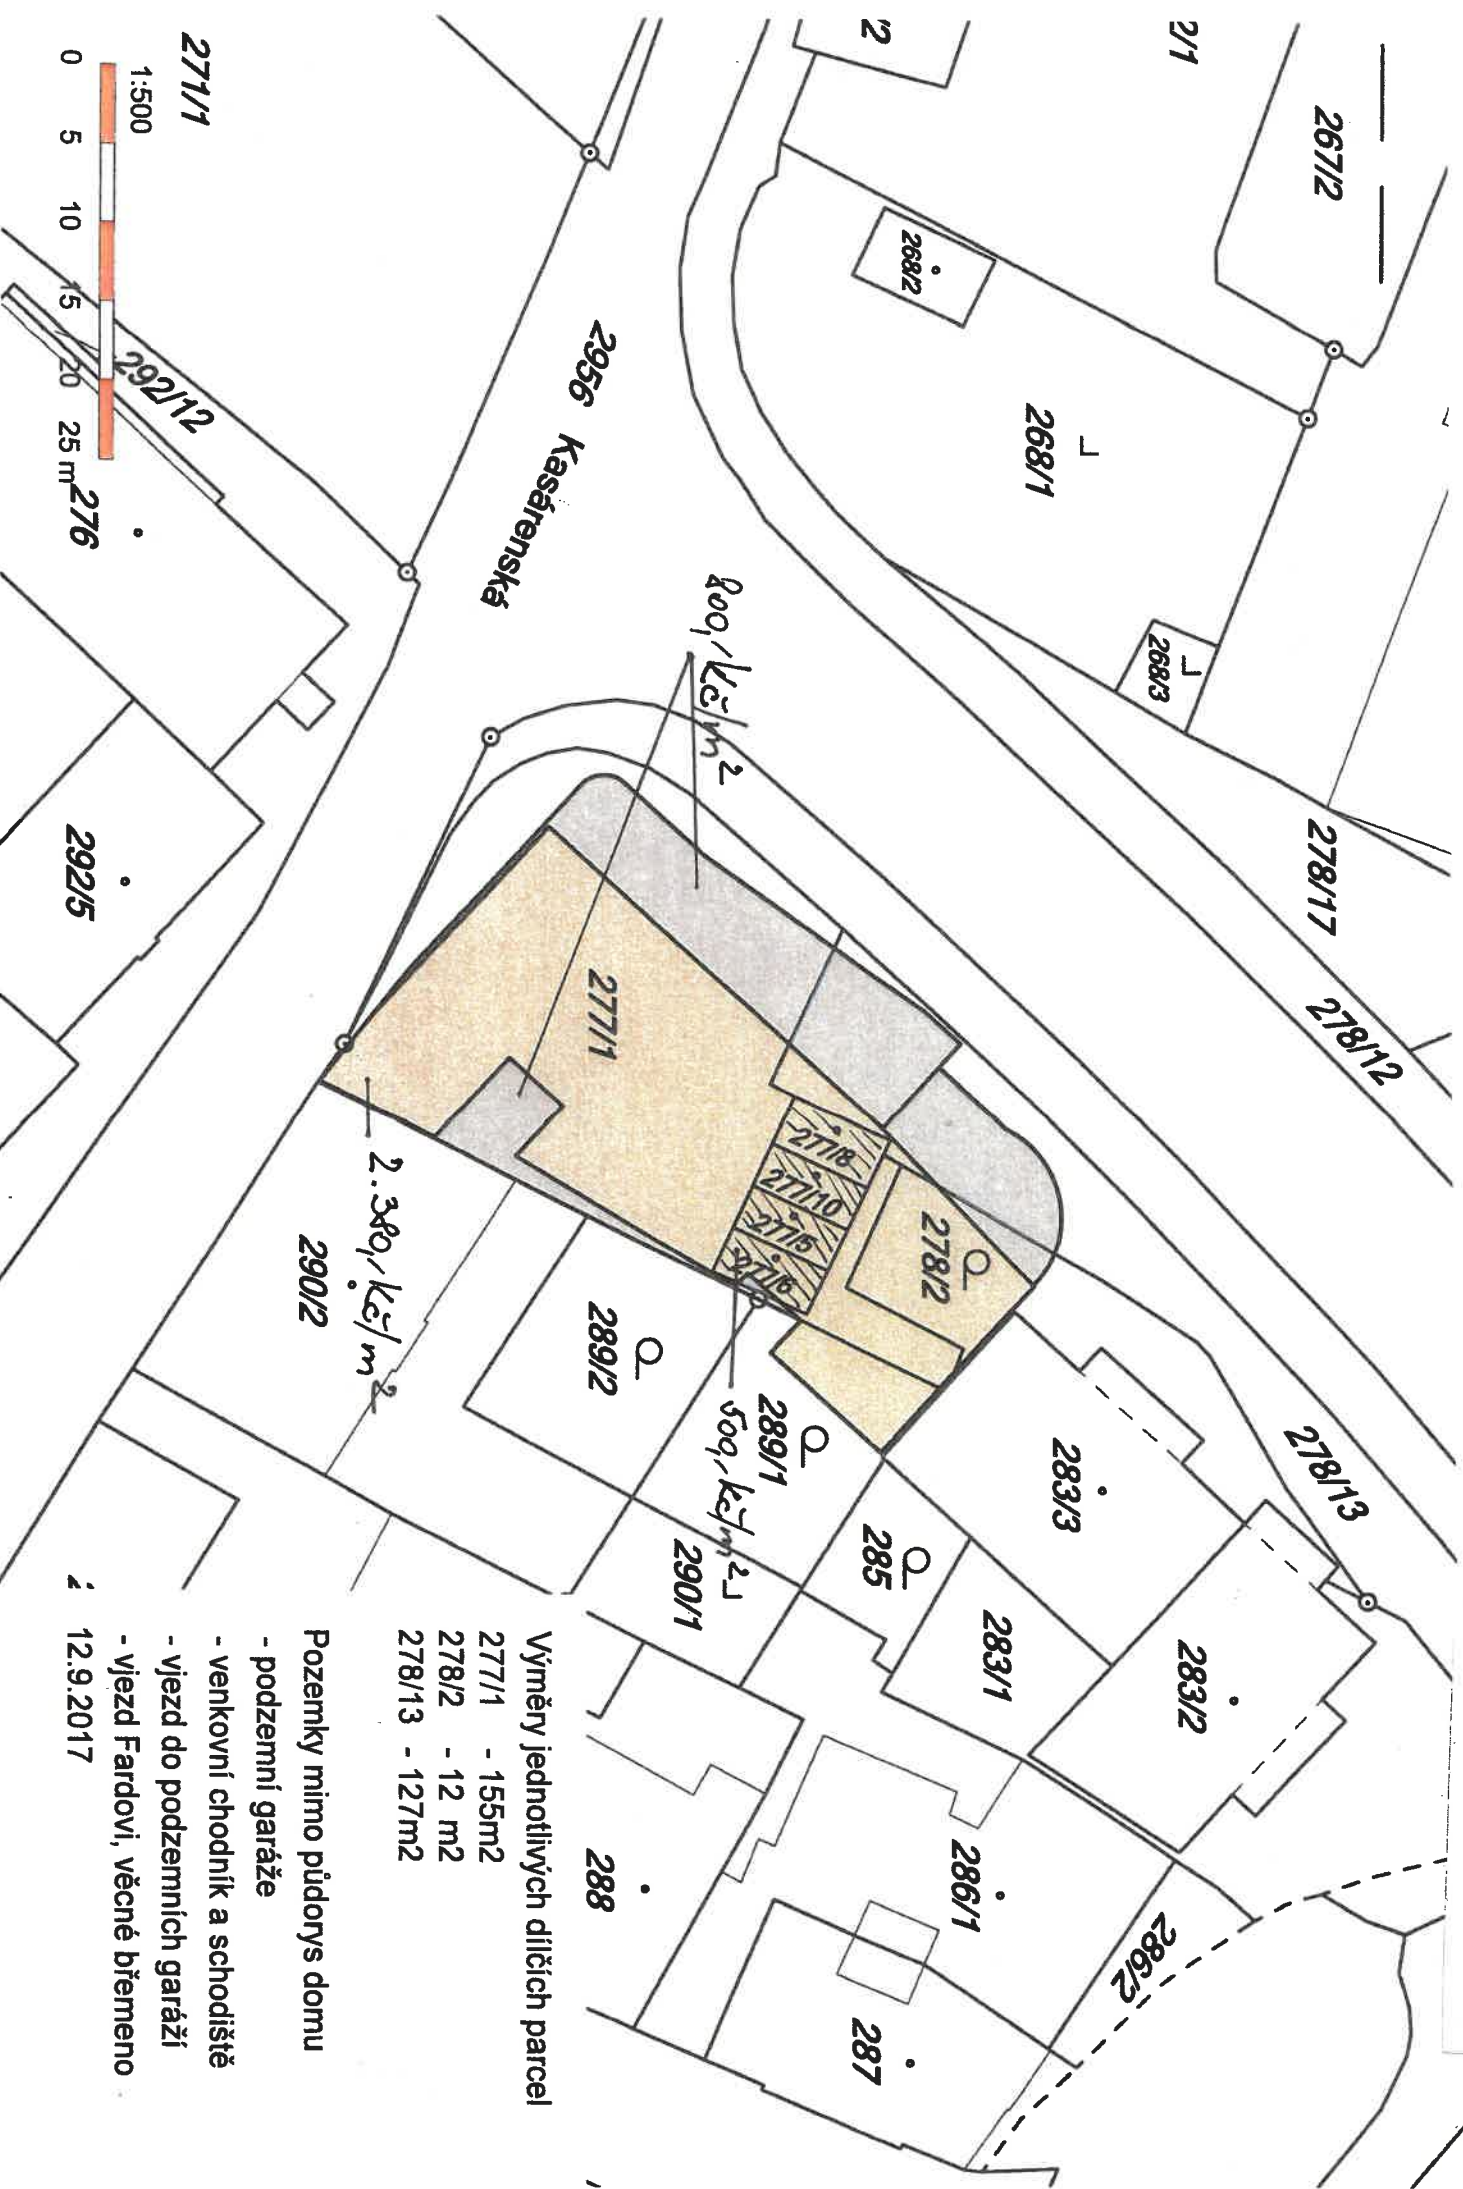 2/1
267/2
/2
268/2
268/1
268/3
278/17
278/12
278/13
2956 Kasárenská
271/1
1:500
0 5 10 15 20 25 m
292/12
276
292/5
800,- Kč/m²
277/1
277/8
277/10
277/5
277/6
278/2
2.380,- Kč/m²
500,- Kč/m²
290/2
289/2
289/1
290/1
285
283/3
283/1
283/2
286/1
286/2
287
288
Výměry jednotlivých dílčích parcel
277/1 - 155m2
278/2 - 12 m2
278/13 - 127m2
Pozemky mimo půdorys domu
- podzemní garáže
- venkovní chodník a schodiště
- vjezd do podzemních garáží
- vjezd Fardovi, věcné břemeno
12.9.2017